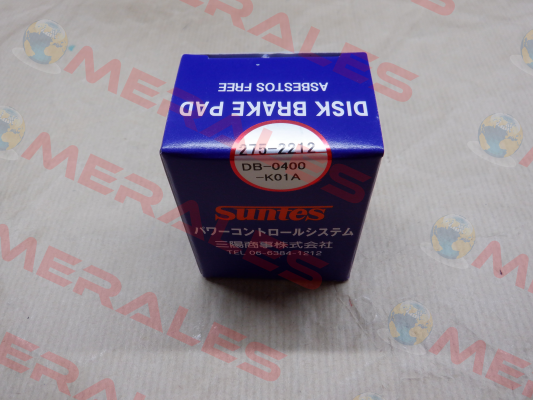 DISK BRAKE PAD
ASBESTOS FREE
275-2212
DB-0400
-K01A
Suntes
パワーコントロールシステム
三陽商事株式会社
TEL 06-6384-1212
MERALES
MERALES
MERALES
MERALES